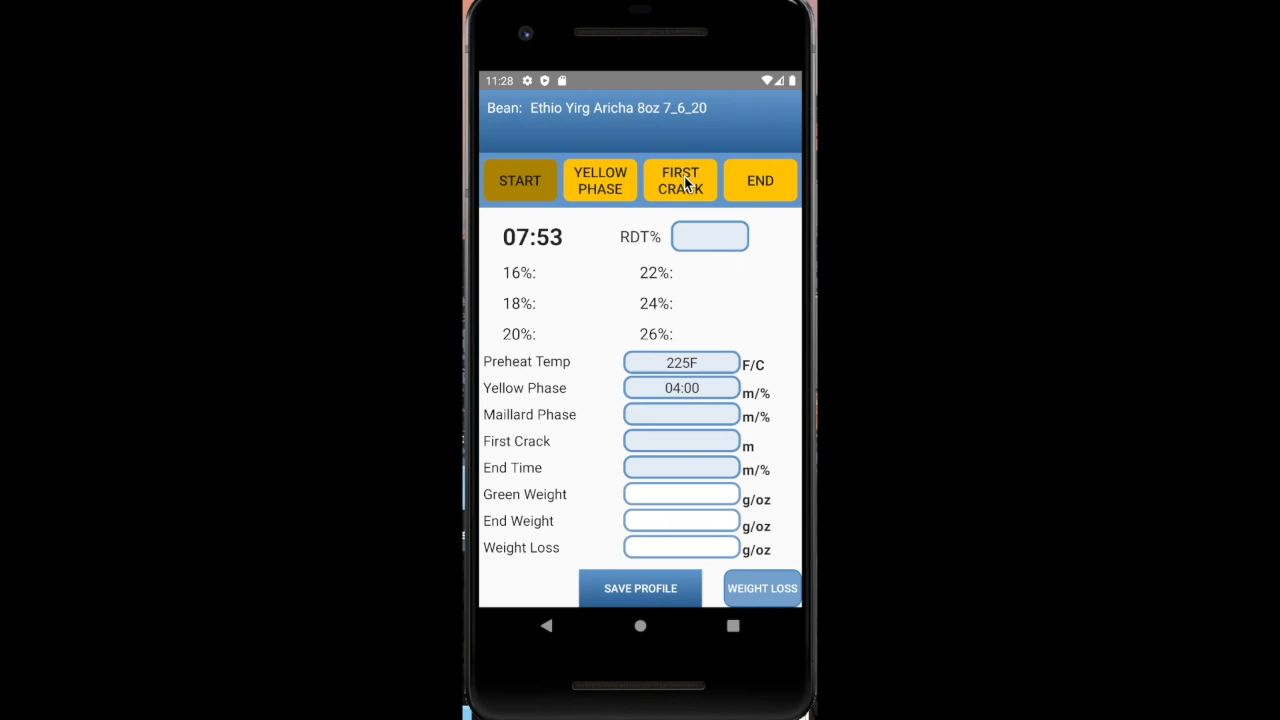 11:28
Bean: Ethio Yirg Aricha 8oz 7_6_20
START
YELLOW PHASE
FIRST CRACK
END
07:53 RDT%
16%: 22%:
18%: 24%:
20%: 26%:
Preheat Temp 225F F/C
Yellow Phase 04:00 m/%
Maillard Phase m/%
First Crack m
End Time m/%
Green Weight g/oz
End Weight g/oz
Weight Loss g/oz
SAVE PROFILE WEIGHT LOSS